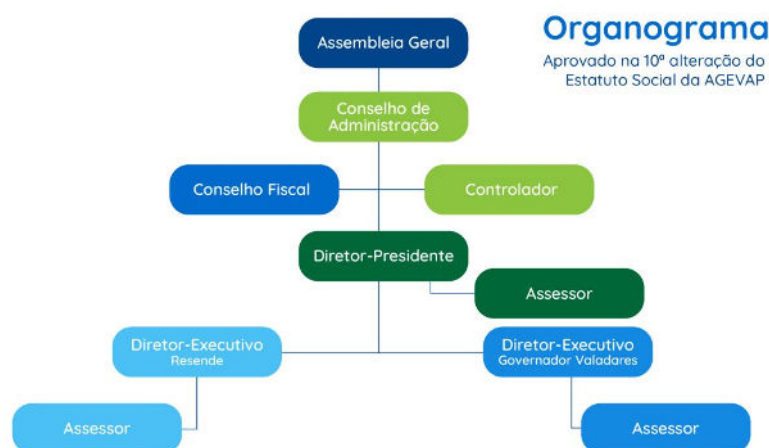 Organograma
Aprovado na 10ª alteração do
Estatuto Social da AGEVAP
Assembleia Geral
Conselho de
Administração
Conselho Fiscal
Controlador
Diretor-Presidente
Assessor
Diretor-Executivo
Resende
Diretor-Executivo
Governador Valadares
Assessor
Assessor